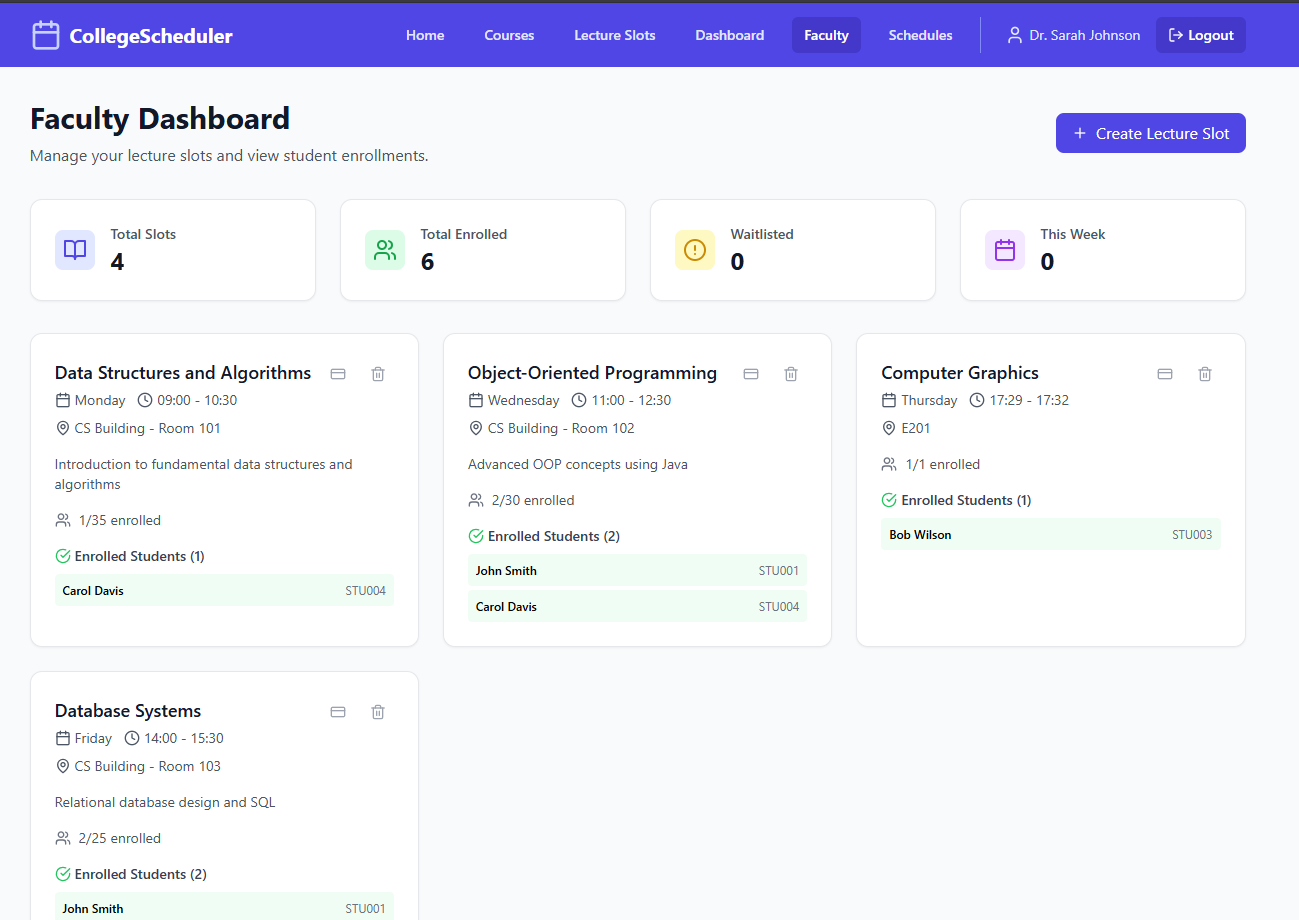 CollegeScheduler
Home
Courses
Lecture Slots
Dashboard
Faculty
Schedules
Dr. Sarah Johnson
Logout
Faculty Dashboard
Manage your lecture slots and view student enrollments.
+ Create Lecture Slot
Total Slots
4
Total Enrolled
6
Waitlisted
0
This Week
0
Data Structures and Algorithms
Monday 09:00 - 10:30
CS Building - Room 101
Introduction to fundamental data structures and
algorithms
1/35 enrolled
Enrolled Students (1)
Carol Davis STU004
Object-Oriented Programming
Wednesday 11:00 - 12:30
CS Building - Room 102
Advanced OOP concepts using Java
2/30 enrolled
Enrolled Students (2)
John Smith STU001
Carol Davis STU004
Computer Graphics
Thursday 17:29 - 17:32
E201
1/1 enrolled
Enrolled Students (1)
Bob Wilson STU003
Database Systems
Friday 14:00 - 15:30
CS Building - Room 103
Relational database design and SQL
2/25 enrolled
Enrolled Students (2)
John Smith STU001